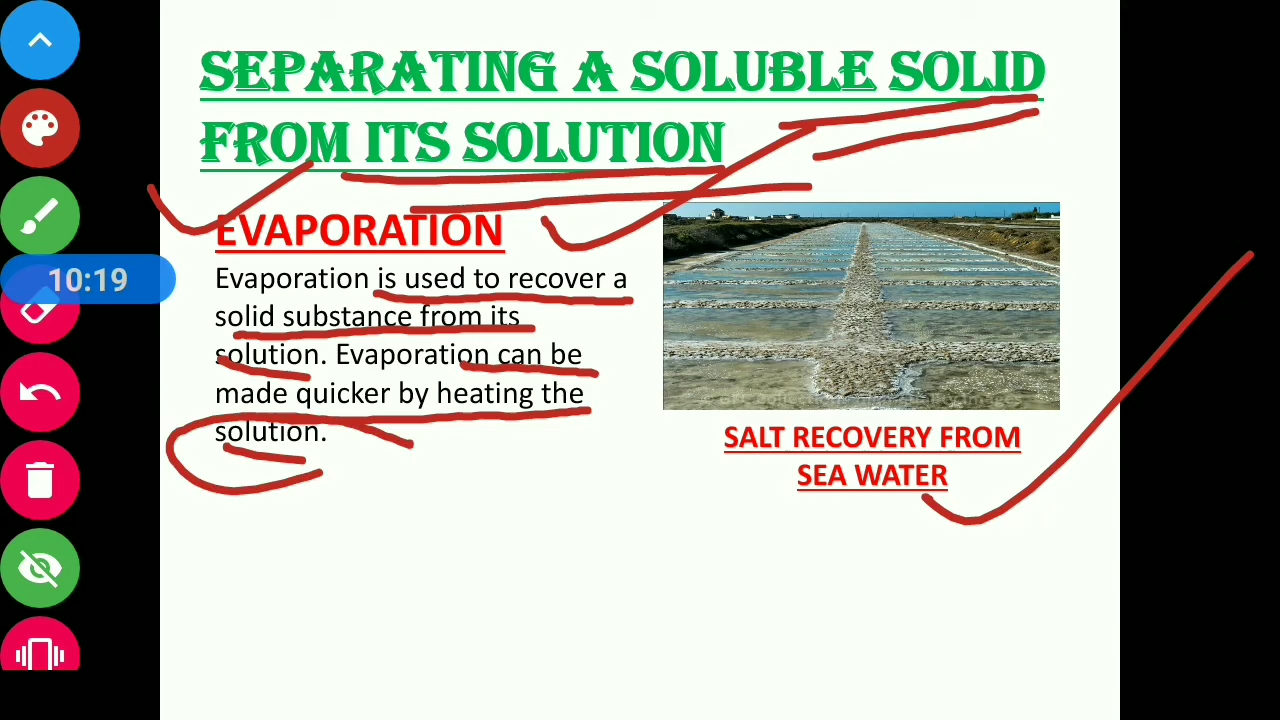 SEPARATING A SOLUBLE SOLID
FROM ITS SOLUTION
EVAPORATION
Evaporation is used to recover a
solid substance from its
solution. Evaporation can be
made quicker by heating the
solution.
10:19
SALT RECOVERY FROM
SEA WATER